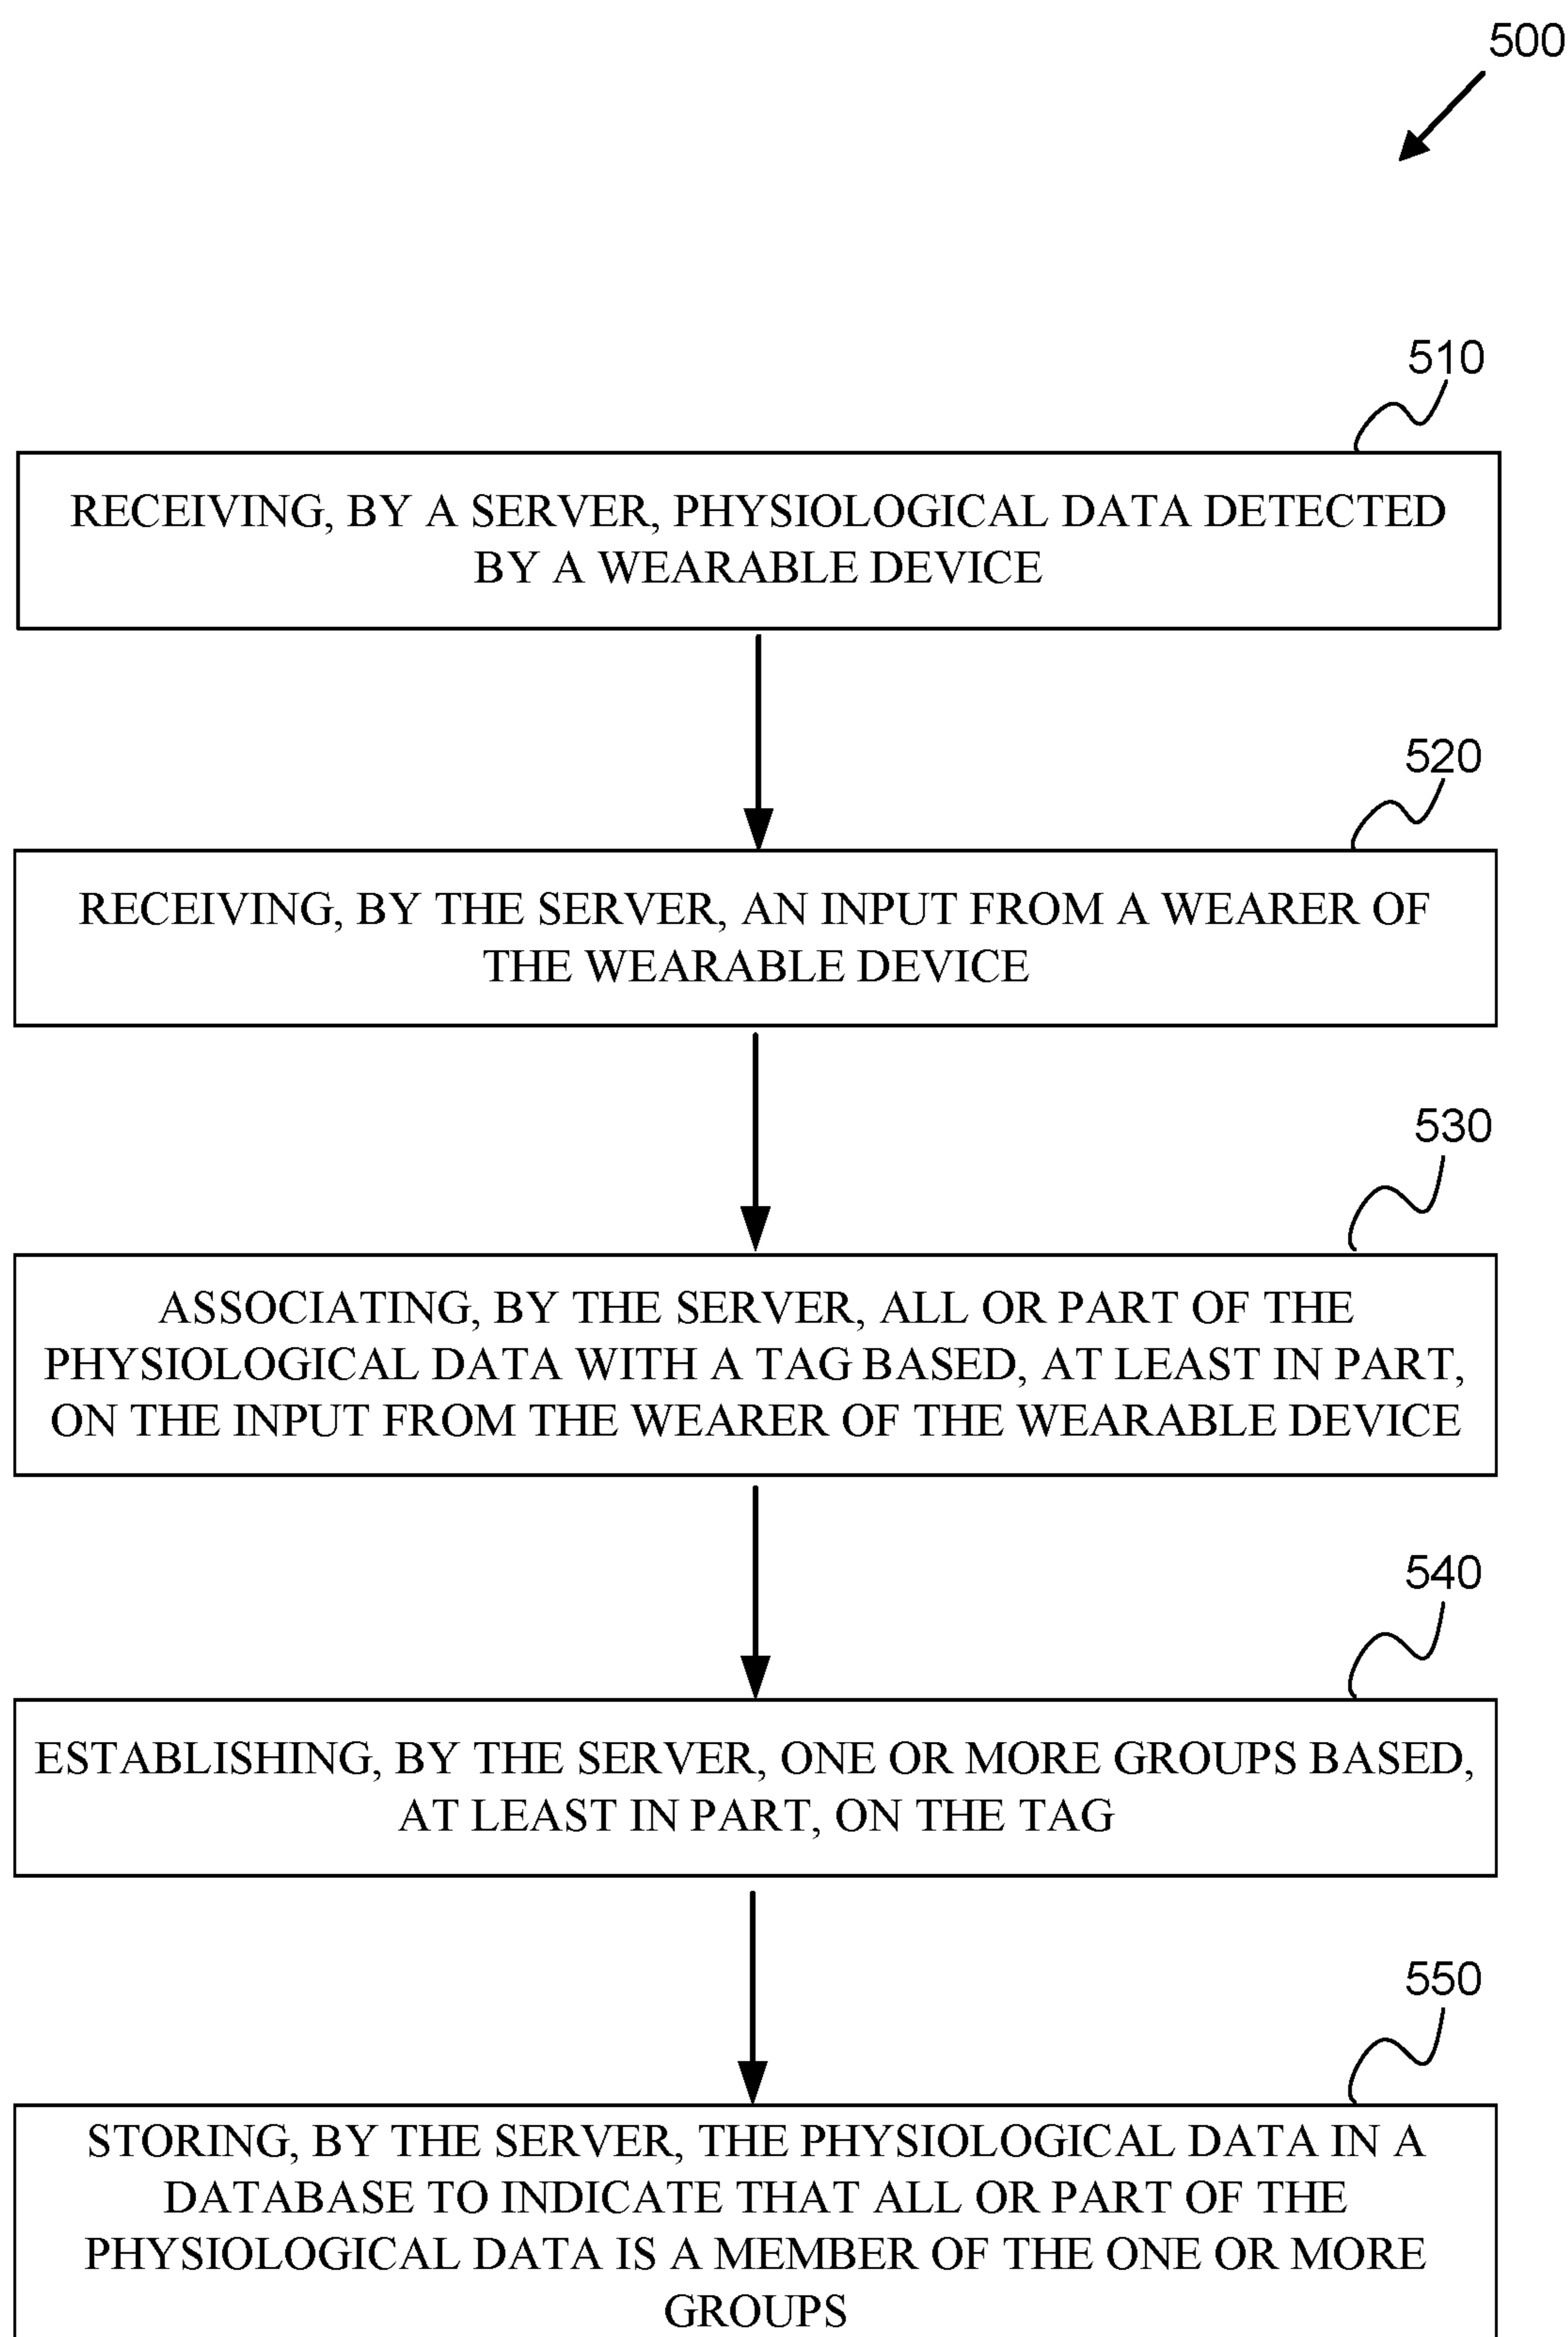 500
510
RECEIVING, BY A SERVER, PHYSIOLOGICAL DATA DETECTED
BY A WEARABLE DEVICE
520
RECEIVING, BY THE SERVER, AN INPUT FROM A WEARER OF
THE WEARABLE DEVICE
530
ASSOCIATING, BY THE SERVER, ALL OR PART OF THE
PHYSIOLOGICAL DATA WITH A TAG BASED, AT LEAST IN PART,
ON THE INPUT FROM THE WEARER OF THE WEARABLE DEVICE
540
ESTABLISHING, BY THE SERVER, ONE OR MORE GROUPS BASED,
AT LEAST IN PART, ON THE TAG
550
STORING, BY THE SERVER, THE PHYSIOLOGICAL DATA IN A
DATABASE TO INDICATE THAT ALL OR PART OF THE
PHYSIOLOGICAL DATA IS A MEMBER OF THE ONE OR MORE
GROUPS